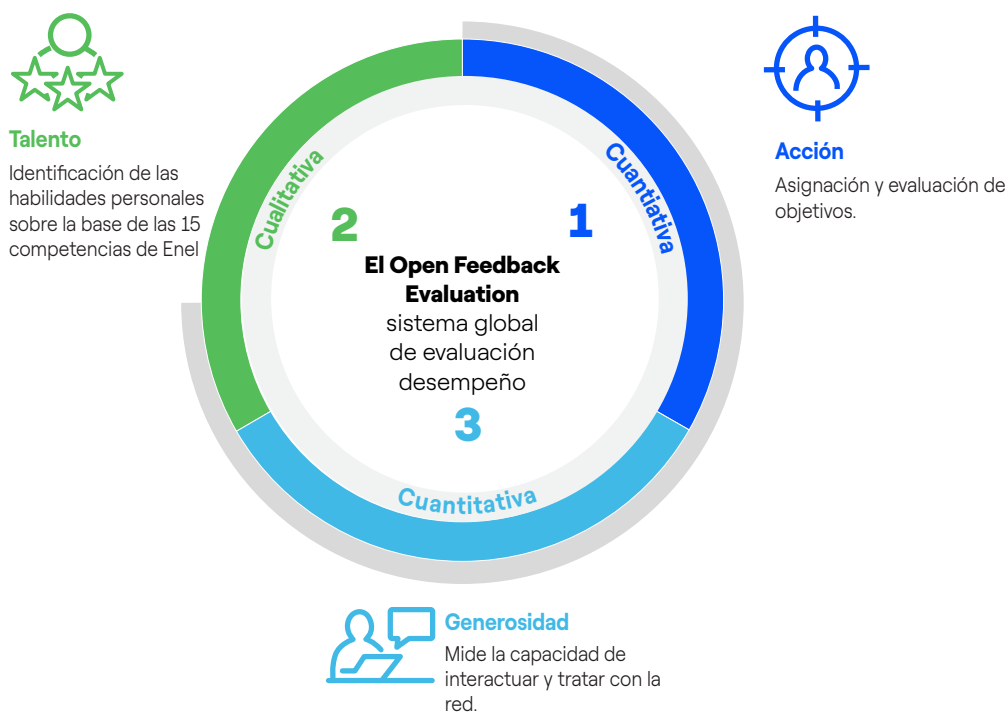 Talento
Identificación de las
habilidades personales
sobre la base de las 15
competencias de Enel
Cualitativa
2
Cuantiativa
1
Acción
Asignación y evaluación de
objetivos.
El Open Feedback
Evaluation
sistema global
de evaluación
desempeño
3
Cuantitativa
Generosidad
Mide la capacidad de
interactuar y tratar con la
red.